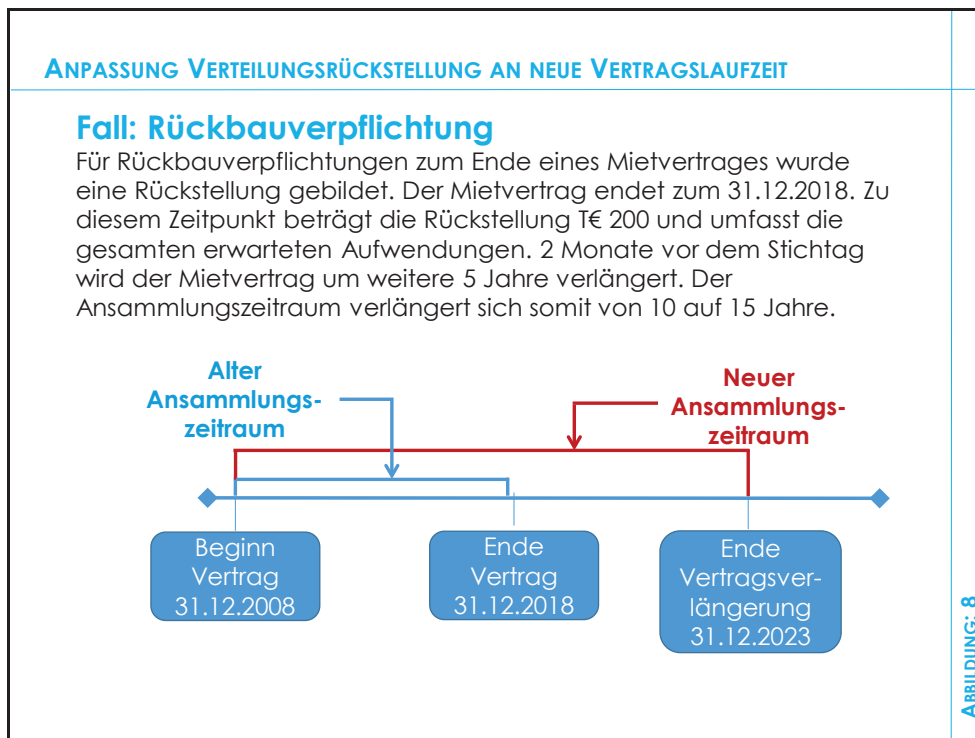 ANPASSUNG VERTEILUNGSRÜCKSTELLUNG AN NEUE VERTRAGSLAUFZEIT
Fall: Rückbauverpflichtung
Für Rückbauverpflichtungen zum Ende eines Mietvertrages wurde
eine Rückstellung gebildet. Der Mietvertrag endet zum 31.12.2018. Zu
diesem Zeitpunkt beträgt die Rückstellung T€ 200 und umfasst die
gesamten erwarteten Aufwendungen. 2 Monate vor dem Stichtag
wird der Mietvertrag um weitere 5 Jahre verlängert. Der
Ansammlungszeitraum verlängert sich somit von 10 auf 15 Jahre.
Alter
Ansammlungs-
zeitraum
Neuer
Ansammlungs-
zeitraum
Beginn
Vertrag
31.12.2008
Ende
Vertrag
31.12.2018
Ende
Vertragsver-
längerung
31.12.2023
ABBILDUNG: 8